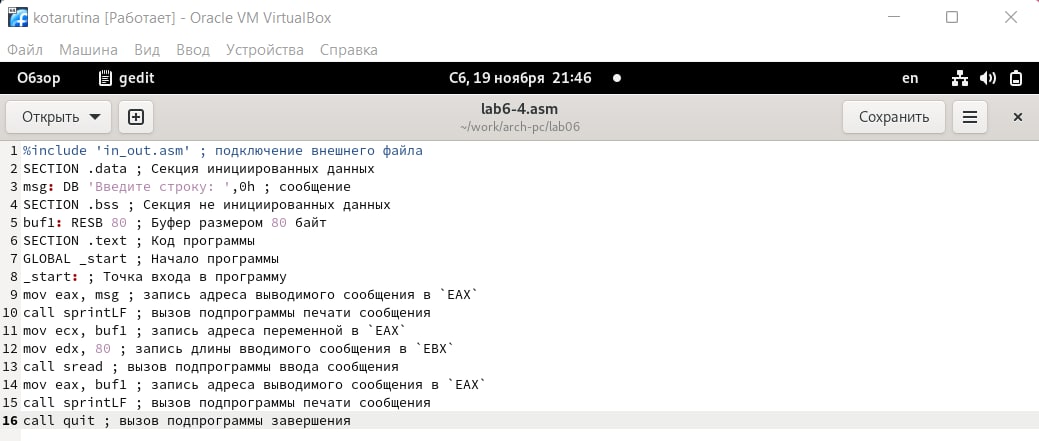 kotarutina [Работает] - Oracle VM VirtualBox
Файл Машина Вид Ввод Устройства Справка
Обзор gedit Сб, 19 ноября 21:46 en
Открыть lab6-4.asm Сохранить
~/work/arch-pc/lab06
1 %include 'in_out.asm' ; подключение внешнего файла
2 SECTION .data ; Секция инициированных данных
3 msg: DB 'Введите строку: ',0h ; сообщение
4 SECTION .bss ; Секция не инициированных данных
5 buf1: RESB 80 ; Буфер размером 80 байт
6 SECTION .text ; Код программы
7 GLOBAL _start ; Начало программы
8 _start: ; Точка входа в программу
9 mov eax, msg ; запись адреса выводимого сообщения в `EAX`
10 call sprintLF ; вызов подпрограммы печати сообщения
11 mov ecx, buf1 ; запись адреса переменной в `EAX`
12 mov edx, 80 ; запись длины вводимого сообщения в `EBX`
13 call sread ; вызов подпрограммы ввода сообщения
14 mov eax, buf1 ; запись адреса выводимого сообщения в `EAX`
15 call sprintLF ; вызов подпрограммы печати сообщения
16 call quit ; вызов подпрограммы завершения